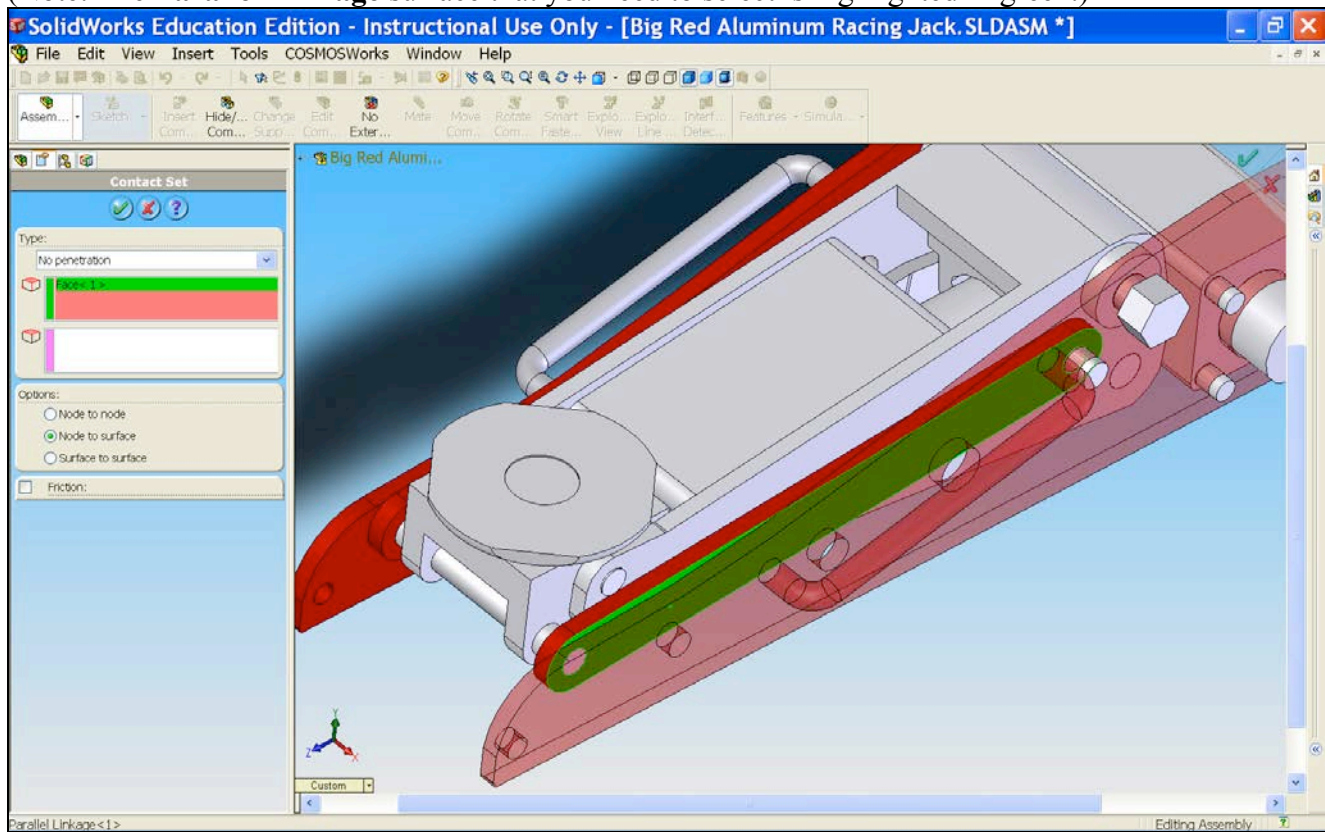 SolidWorks Education Edition - Instructional Use Only - [Big Red Aluminum Racing Jack.SLDASM *]
File Edit View Insert Tools COSMOSWorks Window Help
Assem... Sketch Insert Com... Hide/... Com... Change Supp... Edit Com... No Exter... Mate Move Com... Rotate Com... Smart Faste... Explo... View Explo... Line ... Interf... Detec... Features Simula...
Big Red Alumi...
Contact Set
Type:
No penetration
Face<1>
Options:
Node to node
Node to surface
Surface to surface
Friction:
Y
Z
X
Custom
Parallel Linkage<1>
Editing Assembly